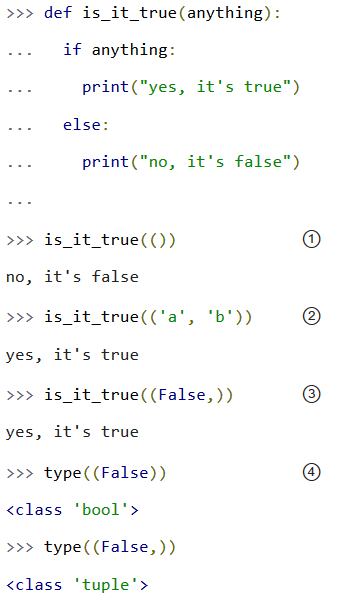 >>> def is_it_true(anything):
...   if anything:
...     print("yes, it's true")
...   else:
...     print("no, it's false")
...
>>> is_it_true(()) ①
no, it's false
>>> is_it_true(('a', 'b')) ②
yes, it's true
>>> is_it_true((False,)) ③
yes, it's true
>>> type((False)) ④
<class 'bool'>
>>> type((False,))
<class 'tuple'>